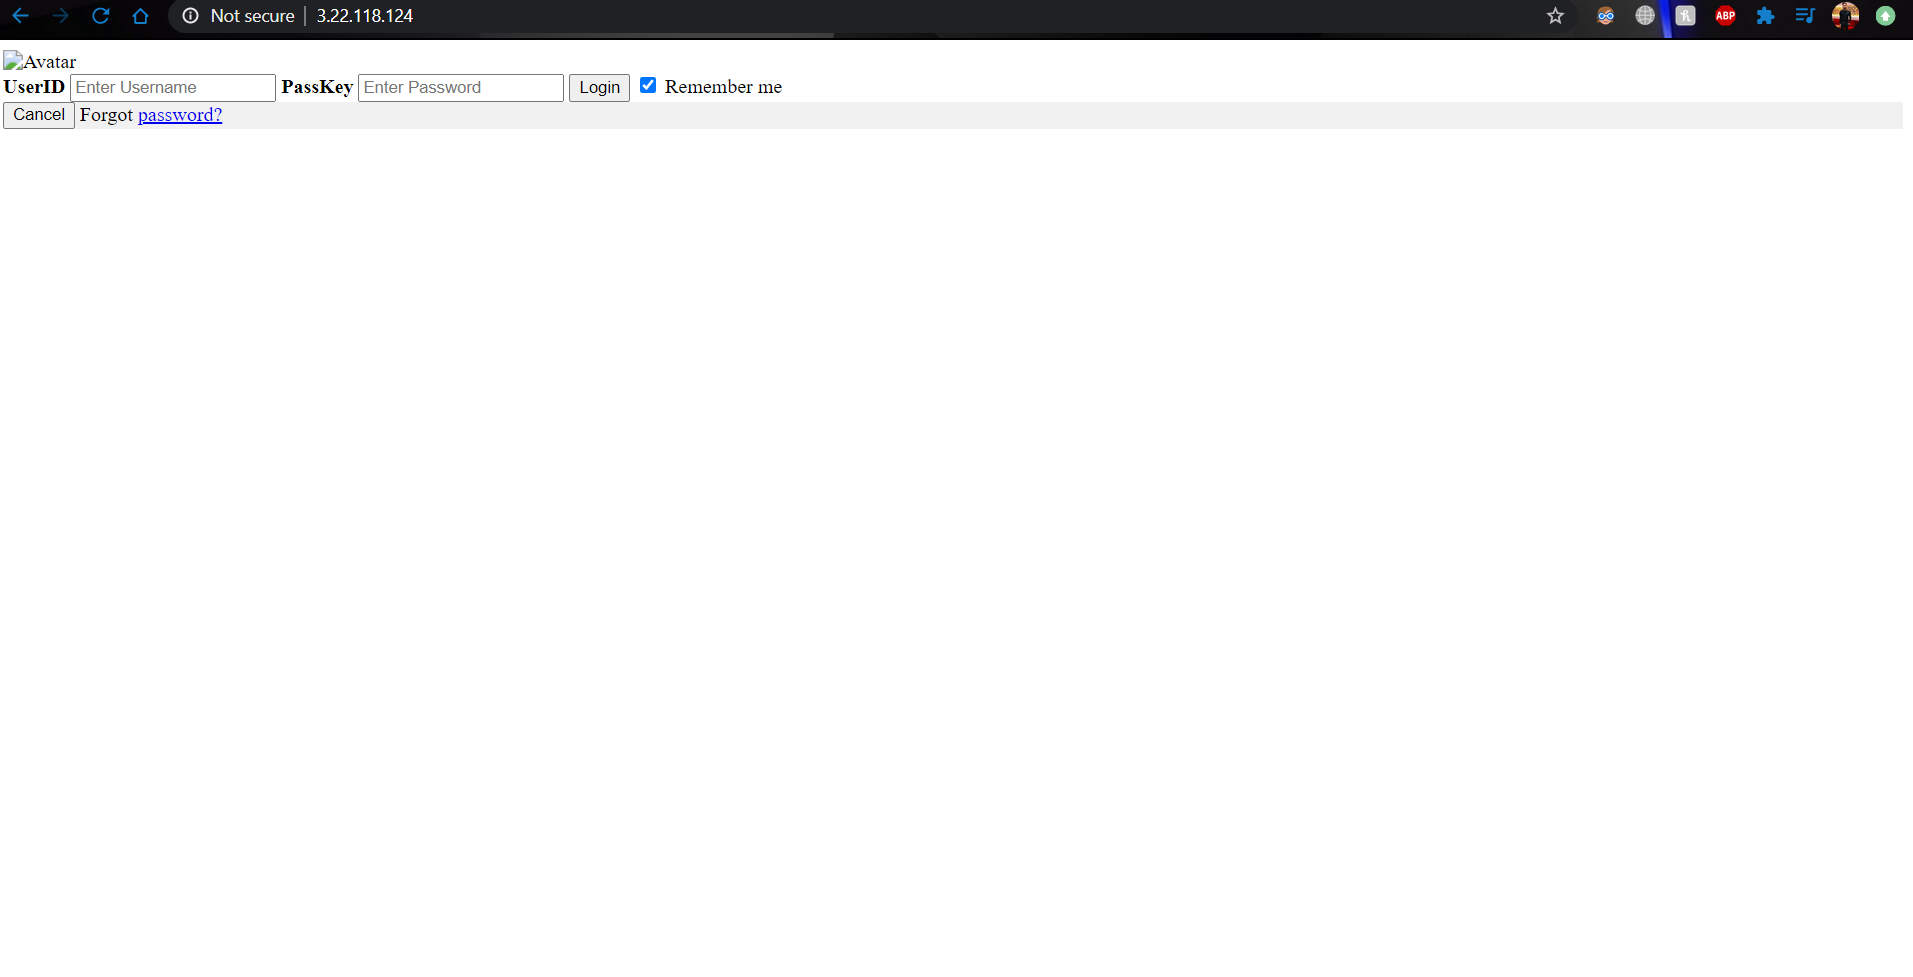 Not secure 3.22.118.124 ABP
Avatar
UserID Enter Username PassKey Enter Password Login Remember me
Cancel Forgot password?